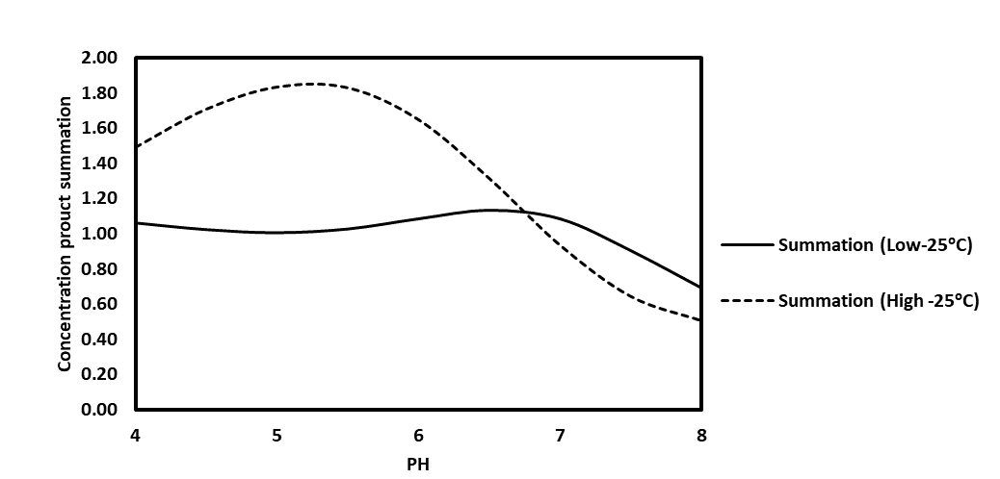 Concentration prouct summation
2.00
1.80
1.60
1.40
1.20
1.00
0.80
0.60
0.40
0.20
0.00
4 5 6 7 8
PH
Summation (Low-25°C)
Summation (High -25°C)